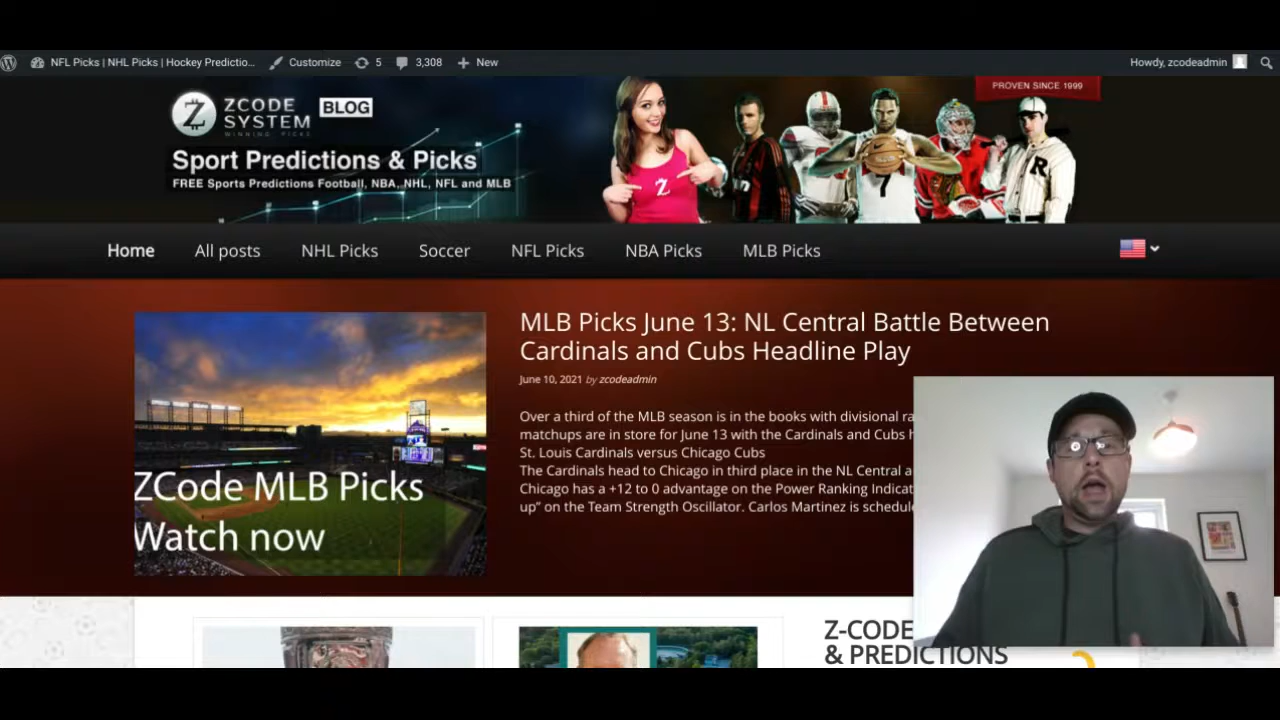 NFL Picks | NHL Picks | Hockey Predictio... Customize 5 3,308 New Howdy, zcodeadmin
PROVEN SINCE 1999
ZCODE SYSTEM BLOG
WINNING PICKS
Sport Predictions & Picks
FREE Sports Predictions Football, NBA, NHL, NFL and MLB
Z
7
R
Home All posts NHL Picks Soccer NFL Picks NBA Picks MLB Picks
MLB Picks June 13: NL Central Battle Between
Cardinals and Cubs Headline Play
June 10, 2021 by zcodeadmin
Over a third of the MLB season is in the books with divisional
matchups are in store for June 13 with the Cardinals and Cubs
St. Louis Cardinals versus Chicago Cubs
The Cardinals head to Chicago in third place in the NL Central
Chicago has a +12 to 0 advantage on the Power Ranking
up" on the Team Strength Oscillator. Carlos Martinez is
ZCode MLB Picks
Watch now
Z-CODE
& PREDICTIONS